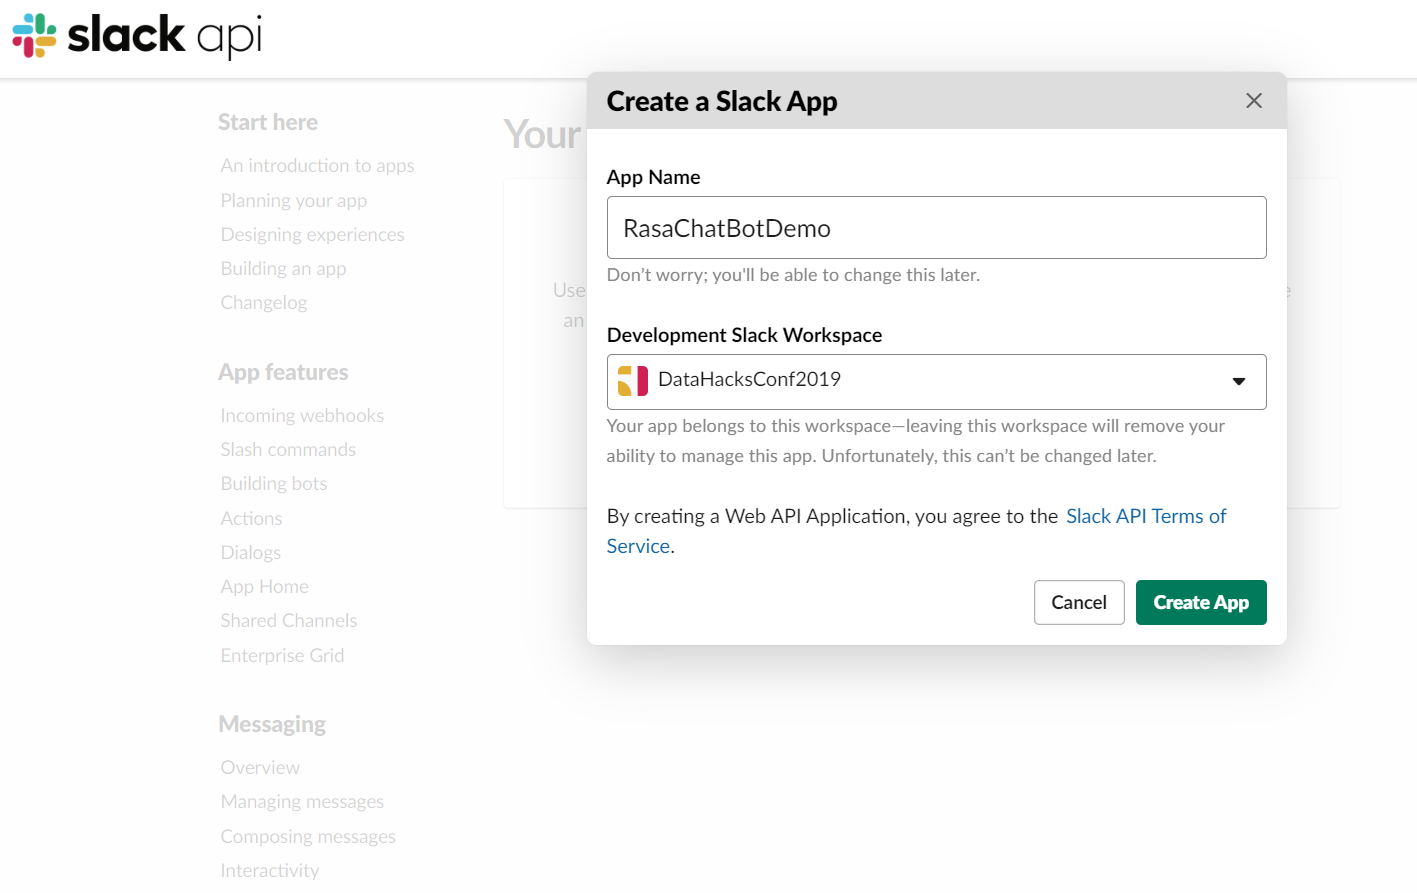 slack api
Start here
An introduction to apps
Planning your app
Designing experiences
Building an app
Changelog
App features
Incoming webhooks
Slash commands
Building bots
Actions
Dialogs
App Home
Shared Channels
Enterprise Grid
Messaging
Overview
Managing messages
Composing messages
Interactivity
Your
Use
an
e
Create a Slack App
App Name
RasaChatBotDemo
Don’t worry; you'll be able to change this later.
Development Slack Workspace
DataHacksConf2019
Your app belongs to this workspace—leaving this workspace will remove your
ability to manage this app. Unfortunately, this can’t be changed later.
By creating a Web API Application, you agree to the Slack API Terms of
Service.
Cancel
Create App